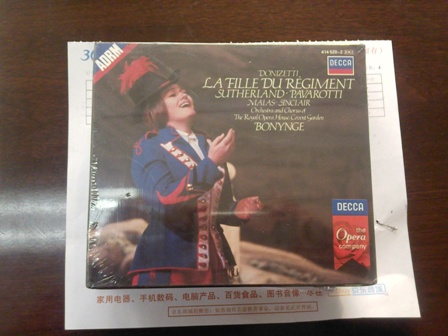 ADRM
414 520-2
DECCA
DONIZETTI
LA FILLE DU RÉGIMENT
SUTHERLAND · PAVAROTTI
MALAS · SINCLAIR
Orchestra and Chorus of
The Royal Opera House, Covent Garden
BONYNGE
DECCA
the
Opera
company
家用电器、手机数码、电脑产品、百货食品、图书音像